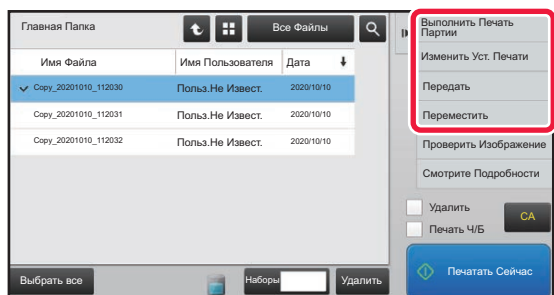 Главная Папка
Все Файлы
Имя Файла
Имя Пользователя
Дата
Copy_20201010_112030
Польз.Не Извест.
2020/10/10
Copy_20201010_112031
Польз.Не Извест.
2020/10/10
Copy_20201010_112032
Польз.Не Извест.
2020/10/10
Выбрать все
Наборы
Удалить
Выполнить Печать
Партии
Изменить Уст. Печати
Передать
Переместить
Проверить Изображение
Смотрите Подробности
Удалить
Печать Ч/Б
CA
Печатать Сейчас